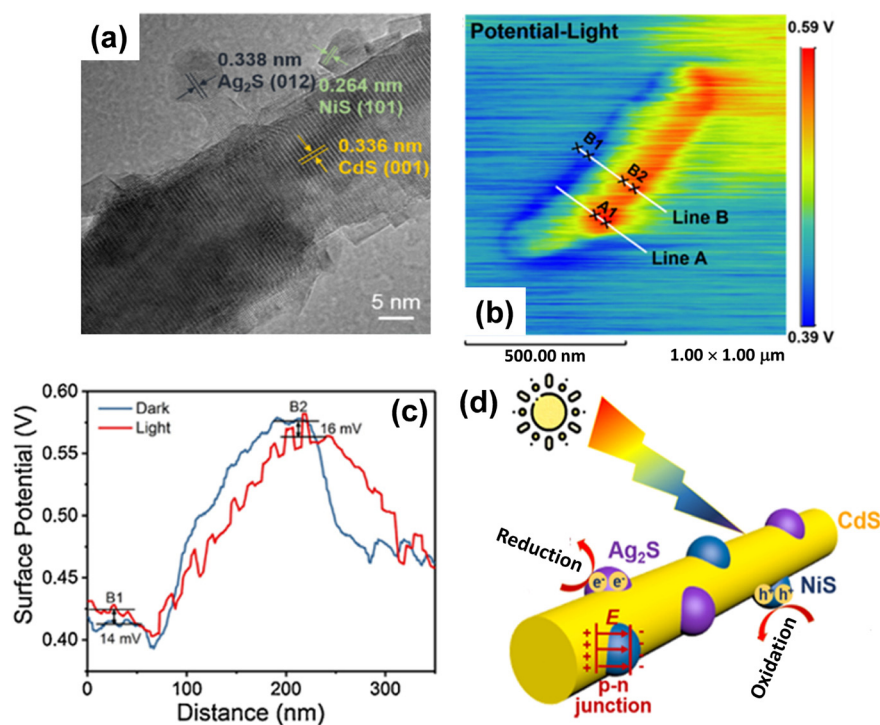 (a)
0.338 nm
Ag₂S (012)
0.264 nm
NiS (101)
0.336 nm
CdS (001)
5 nm
Potential-Light
B1
B2
A1
Line B
Line A
(b)
0.59 V
0.39 V
500.00 nm
1.00 × 1.00 μm
(c)
Dark
Light
B2
16 mV
B1
14 mV
0.60
0.55
0.50
0.45
0.40
Surface Potential (V)
0
100
200
300
Distance (nm)
(d)
CdS
Ag₂S
Reduction
e⁻ e⁻
NiS
h⁺ h⁺
Oxidation
E
+ -
+ -
+ -
+ -
p-n
junction